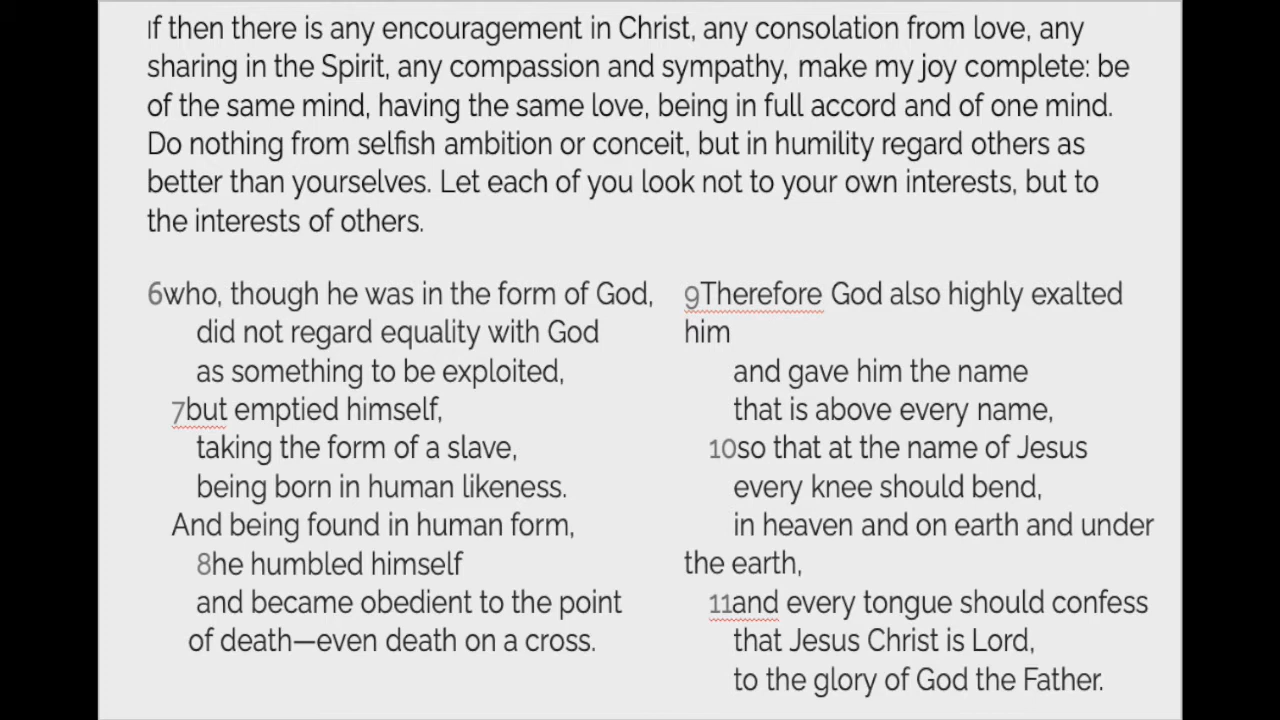 If then there is any encouragement in Christ, any consolation from love, any
sharing in the Spirit, any compassion and sympathy, make my joy complete: be
of the same mind, having the same love, being in full accord and of one mind.
Do nothing from selfish ambition or conceit, but in humility regard others as
better than yourselves. Let each of you look not to your own interests, but to
the interests of others.
6who, though he was in the form of God,
did not regard equality with God
as something to be exploited,
7but emptied himself,
taking the form of a slave,
being born in human likeness.
And being found in human form,
8he humbled himself
and became obedient to the point
of death—even death on a cross.
9Therefore God also highly exalted
him
and gave him the name
that is above every name,
10so that at the name of Jesus
every knee should bend,
in heaven and on earth and under
the earth,
11and every tongue should confess
that Jesus Christ is Lord,
to the glory of God the Father.